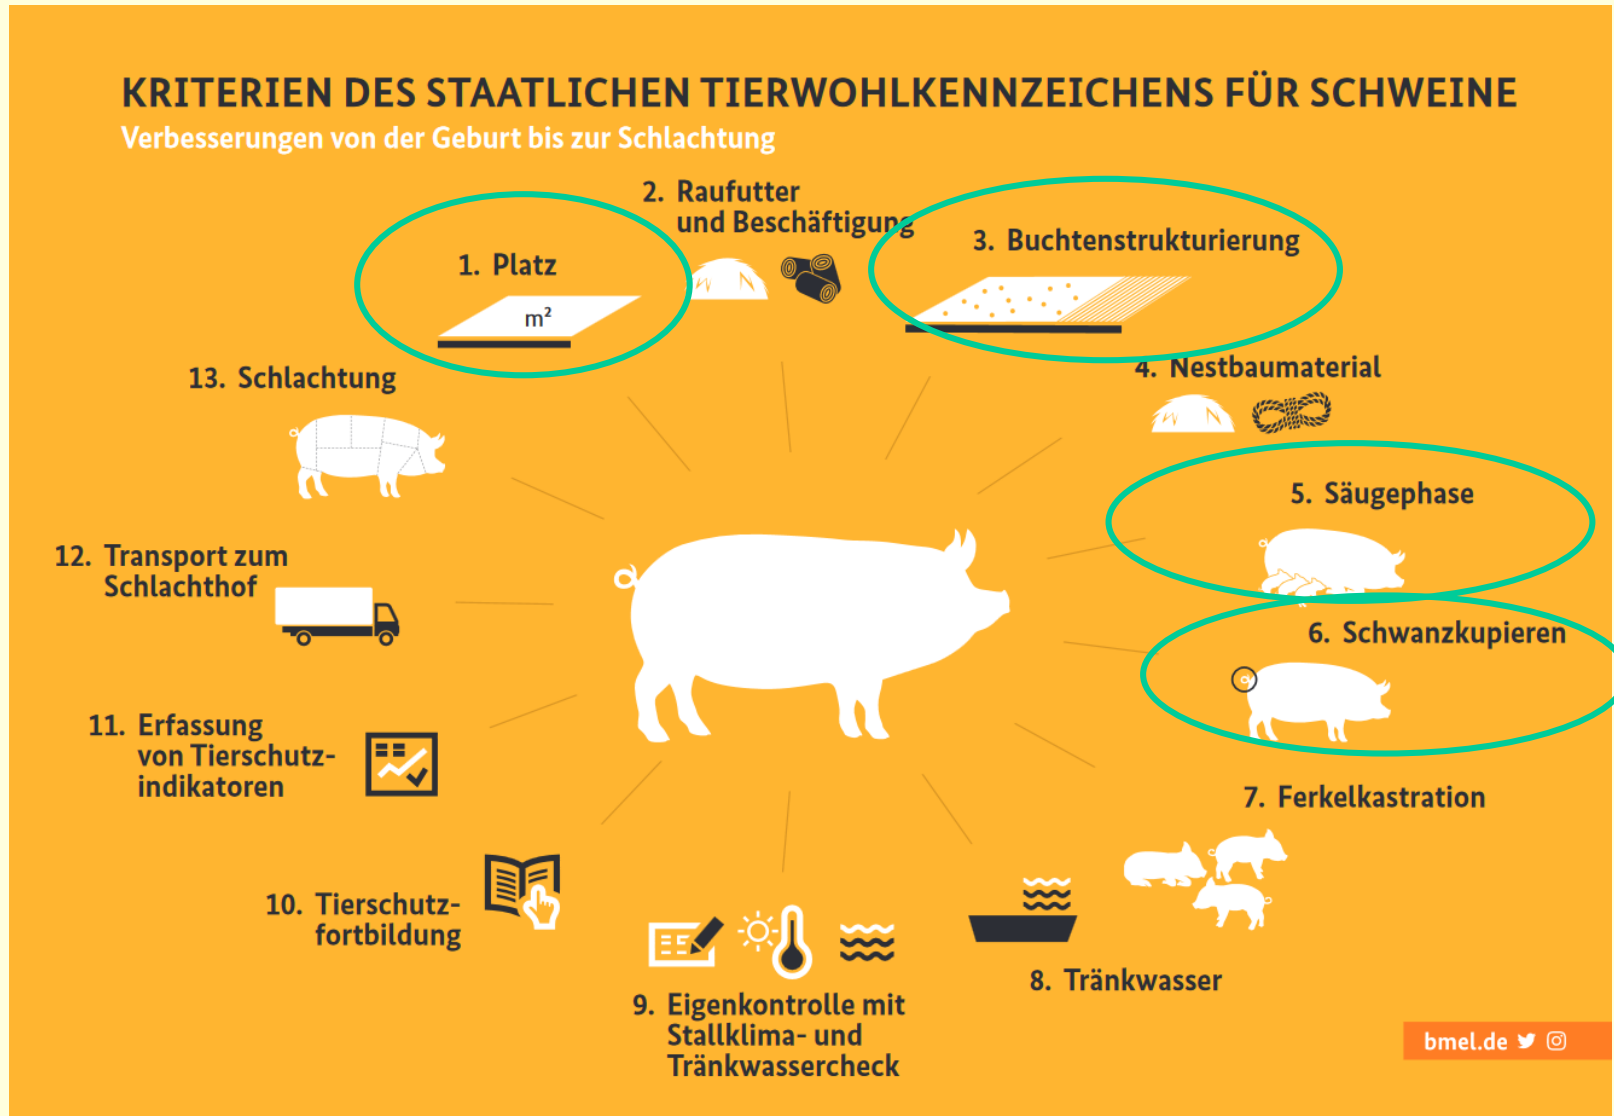 KRITERIEN DES STAATLICHEN TIERWOHLKENNZEICHENS FÜR SCHWEINE
Verbesserungen von der Geburt bis zur Schlachtung
1. Platz
m²
2. Raufutter
und Beschäftigung
3. Buchtenstrukturierung
4. Nestbaumaterial
5. Säugephase
6. Schwanzkupieren
7. Ferkelkastration
8. Tränkwasser
9. Eigenkontrolle mit
Stallklima- und
Tränkwassercheck
10. Tierschutz-
fortbildung
11. Erfassung
von Tierschutz-
indikatoren
12. Transport zum
Schlachthof
13. Schlachtung
bmel.de